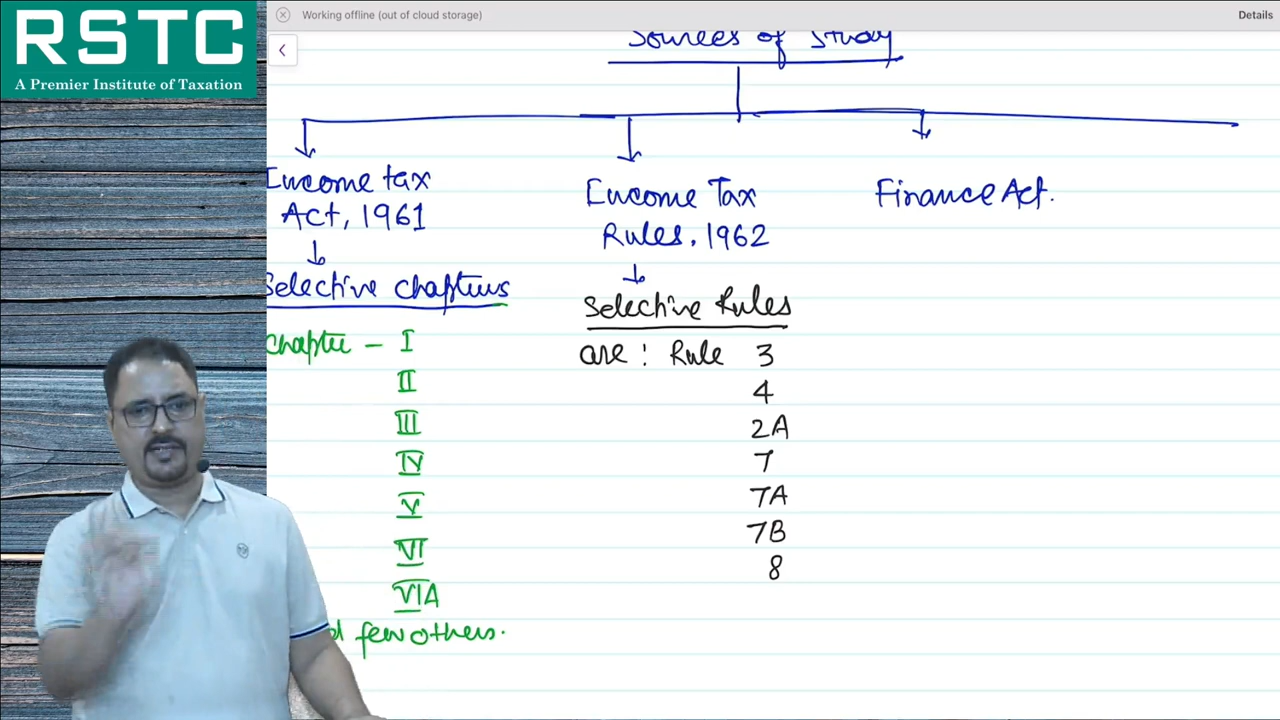 RSTC
A Premier Institute of Taxation
Working offline (out of cloud storage)
Details
Sources of Study
Income tax
Act, 1961
Selective chapters
Chapter - I
II
III
IV
V
VI
VIA
few others.
Income Tax
Rules, 1962
Selective Rules
are : Rule 3
4
2A
7
7A
7B
8
Finance Act.